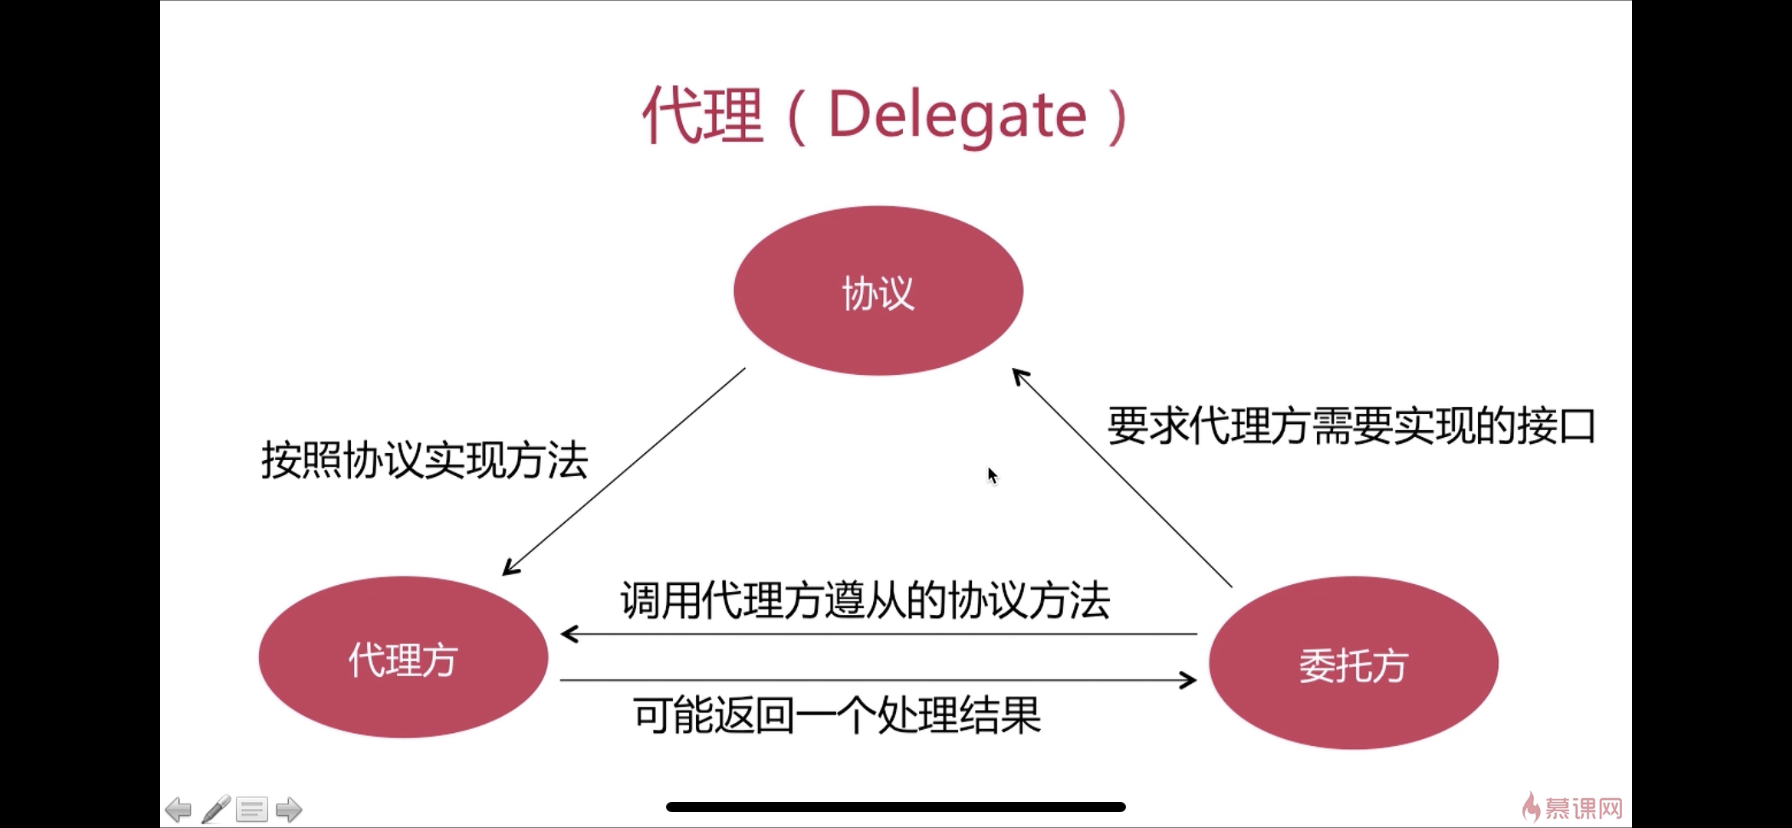 代理（Delegate）
协议
要求代理方需要实现的接口
按照协议实现方法
调用代理方遵从的协议方法
代理方
委托方
可能返回一个处理结果
慕课网